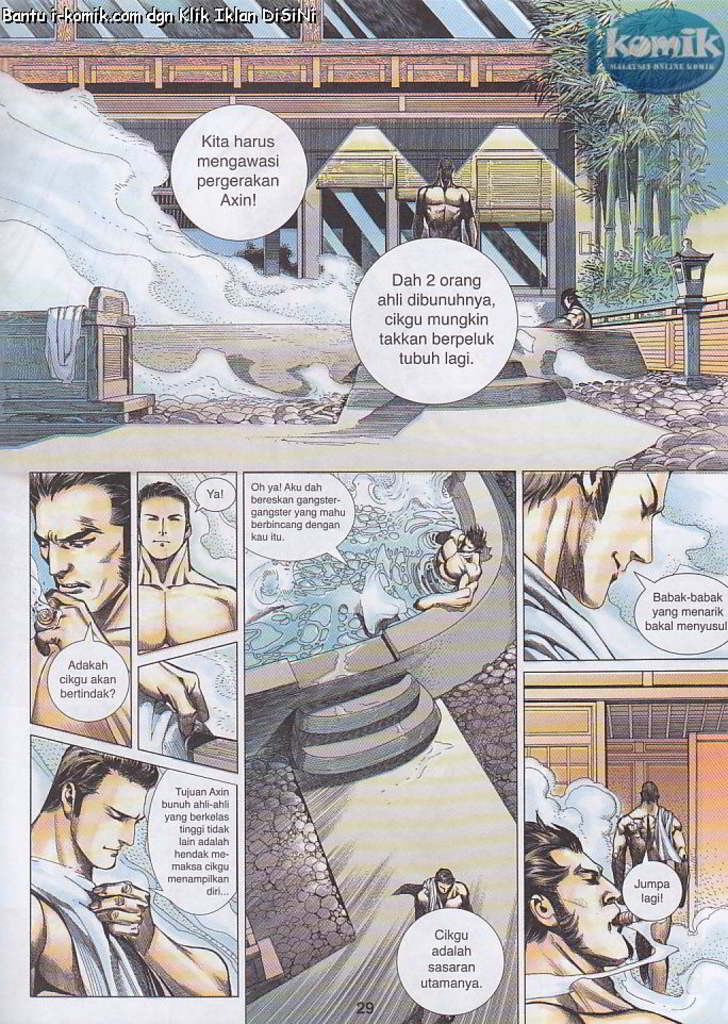 Bantu i-komik.com dgn Klik Iklan DiSiNi
ikomik
MALAYSIA ONLINE KOMIK
Kita harus
mengawasi
pergerakan
Axin!
Dah 2 orang
ahli dibunuhnya,
cikgu mungkin
takkan berpeluk
tubuh lagi.
Adakah
cikgu akan
bertindak?
Ya!
Tujuan Axin
bunuh ahli-ahli
yang berkelas
tinggi tidak
lain adalah
hendak me-
maksa cikgu
menampilkan
diri...
Oh ya! Aku dah
bereskan gangster-
gangster yang mahu
berbincang dengan
kau itu.
Cikgu
adalah
sasaran
utamanya.
Babak-babak
yang menarik
bakal menyusul
Jumpa
lagi!
29